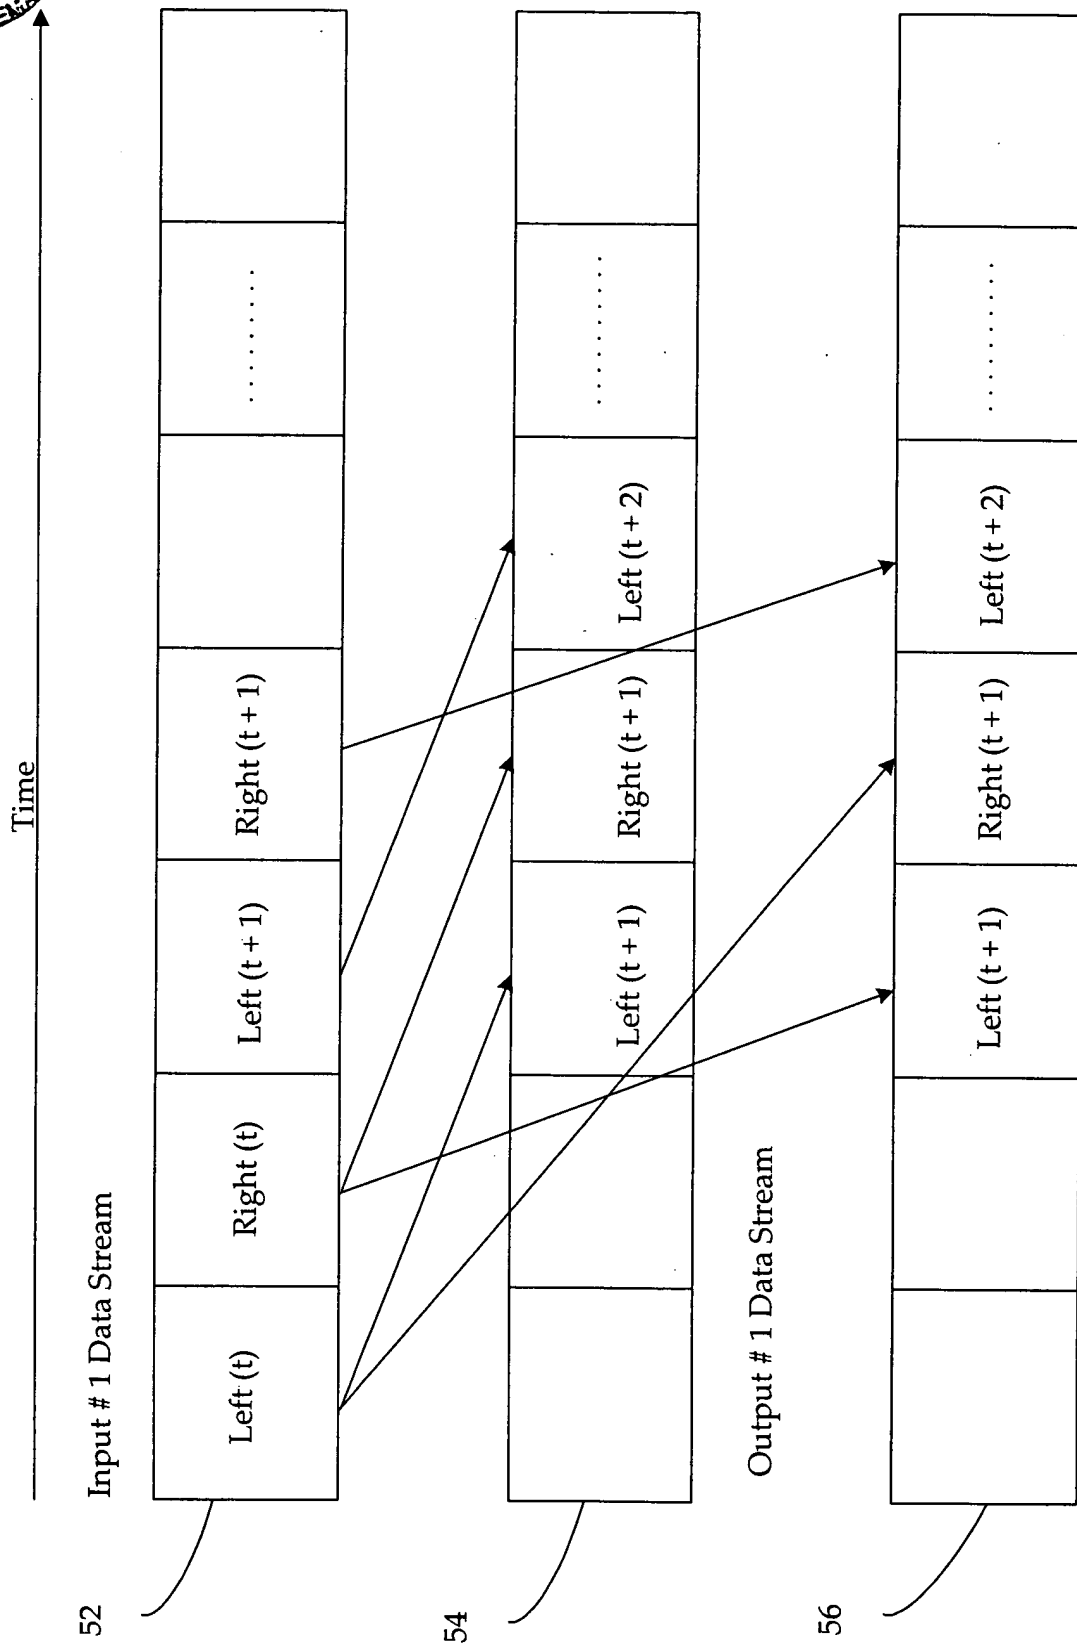 Time
Input # 1 Data Stream
52
Left (t)
Right (t)
Left (t + 1)
Right (t + 1)
. . . . . . . . .
54
Left (t + 1)
Right (t + 1)
Left (t + 2)
. . . . . . . . . .
Output # 1 Data Stream
56
Left (t + 1)
Right (t + 1)
Left (t + 2)
. . . . . . . . . .